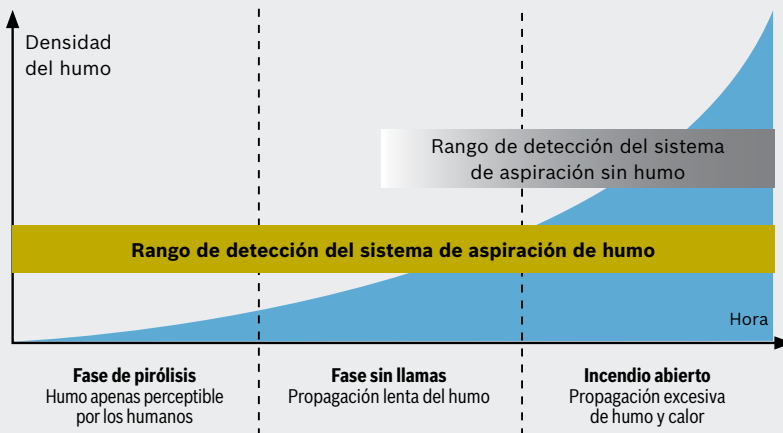 Densidad
del humo
Rango de detección del sistema
de aspiración sin humo
Rango de detección del sistema de aspiración de humo
Hora
Fase de pirólisis
Humo apenas perceptible
por los humanos
Fase sin llamas
Propagación lenta del humo
Incendio abierto
Propagación excesiva
de humo y calor